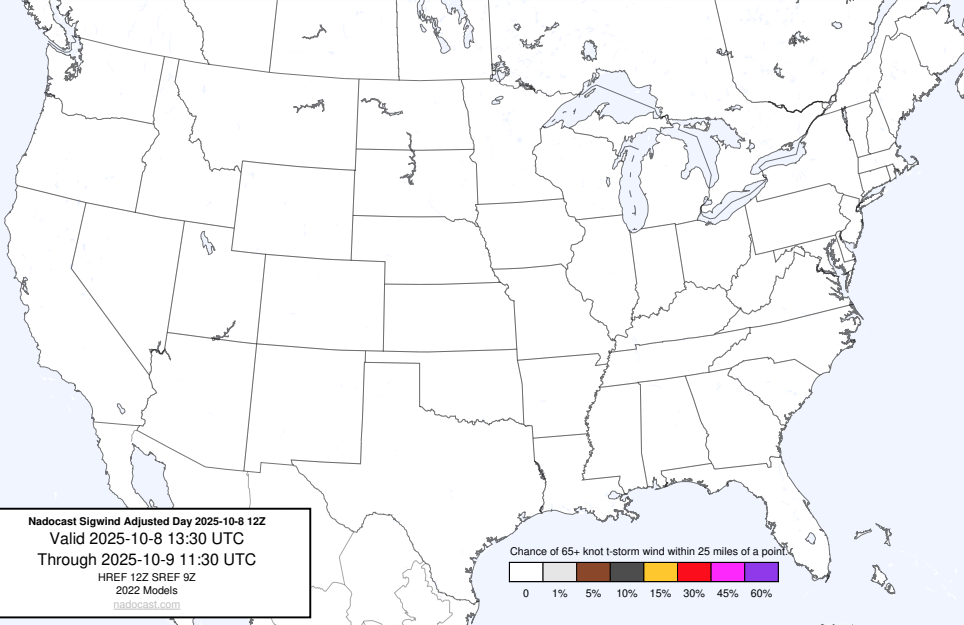 Nadocast Sigwind Adjusted Day 2025-10-8 12Z
Valid 2025-10-8 13:30 UTC
Through 2025-10-9 11:30 UTC
HREF 12Z SREF 9Z
2022 Models
nadocast.com
Chance of 65+ knot t-storm wind within 25 miles of a point.
0 1% 5% 10% 15% 30% 45% 60%